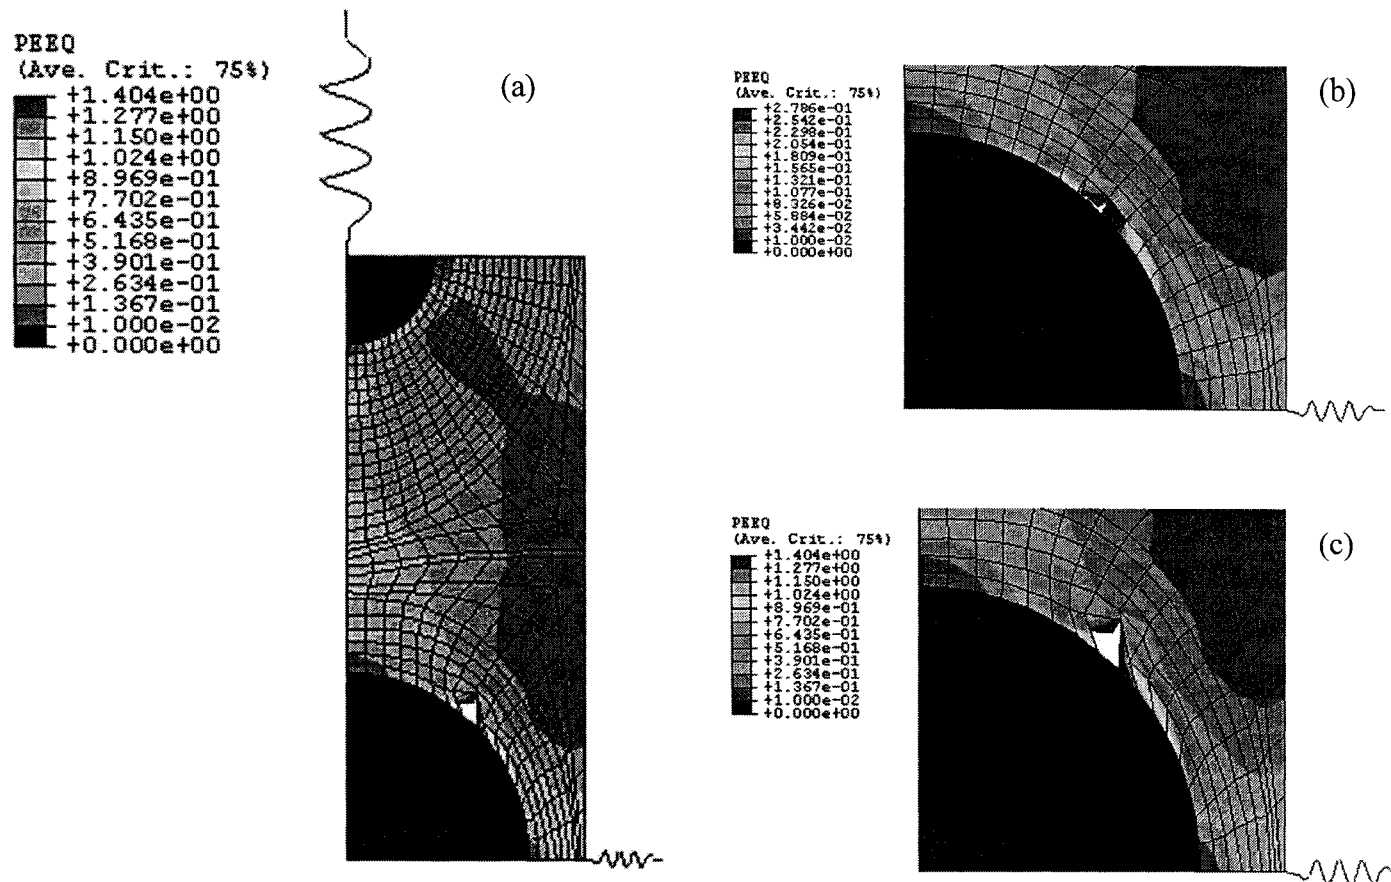 PEEQ
(Ave. Crit.: 75%)
+1.404e+00
+1.277e+00
+1.150e+00
+1.024e+00
+8.969e-01
+7.702e-01
+6.435e-01
+5.168e-01
+3.901e-01
+2.634e-01
+1.367e-01
+1.000e-02
+0.000e+00
(a)
PEEQ
(Ave. Crit.: 75%)
+2.786e-01
+2.542e-01
+2.298e-01
+2.054e-01
+1.809e-01
+1.565e-01
+1.321e-01
+1.077e-01
+8.326e-02
+5.884e-02
+3.442e-02
+1.000e-02
+0.000e+00
(b)
PEEQ
(Ave. Crit.: 75%)
+1.404e+00
+1.277e+00
+1.150e+00
+1.024e+00
+8.969e-01
+7.702e-01
+6.435e-01
+5.168e-01
+3.901e-01
+2.634e-01
+1.367e-01
+1.000e-02
+0.000e+00
(c)